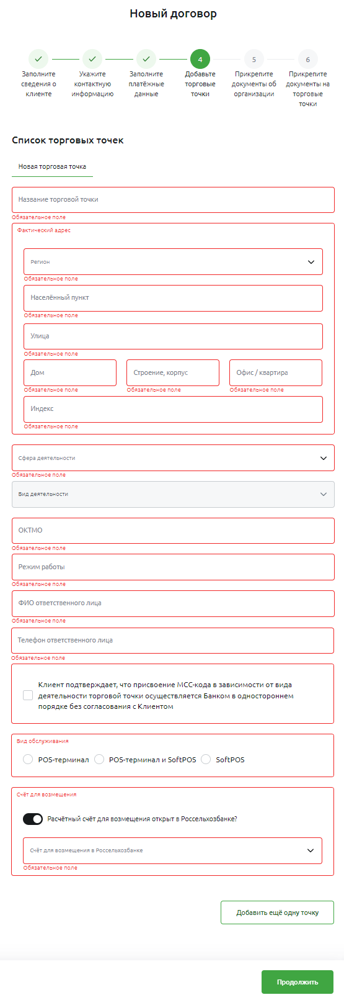 Новый договор
4
5
6
Заполните сведения о клиенте
Укажите контактную информацию
Заполните платёжные данные
Добавьте торговые точки
Прикрепите документы об организации
Прикрепите документы на торговые точки
Список торговых точек
Новая торговая точка
Название торговой точки
Обязательное поле
Фактический адрес
Регион
Обязательное поле
Населённый пункт
Обязательное поле
Улица
Обязательное поле
Дом
Строение, корпус
Офис / квартира
Обязательное поле
Обязательное поле
Обязательное поле
Индекс
Обязательное поле
Сфера деятельности
Обязательное поле
Вид деятельности
ОКТМО
Обязательное поле
Режим работы
Обязательное поле
ФИО ответственного лица
Обязательное поле
Телефон ответственного лица
Обязательное поле
Клиент подтверждает, что присвоение МСС-кода в зависимости от вида
деятельности торговой точки осуществляется Банком в одностороннем
порядке без согласования с Клиентом
Вид обслуживания
POS-терминал
POS-терминал и SoftPOS
SoftPOS
Счёт для возмещения
Расчётный счёт для возмещения открыт в Россельхозбанке?
Счёт для возмещения в Россельхозбанке
Обязательное поле
Добавить ещё одну точку
Продолжить